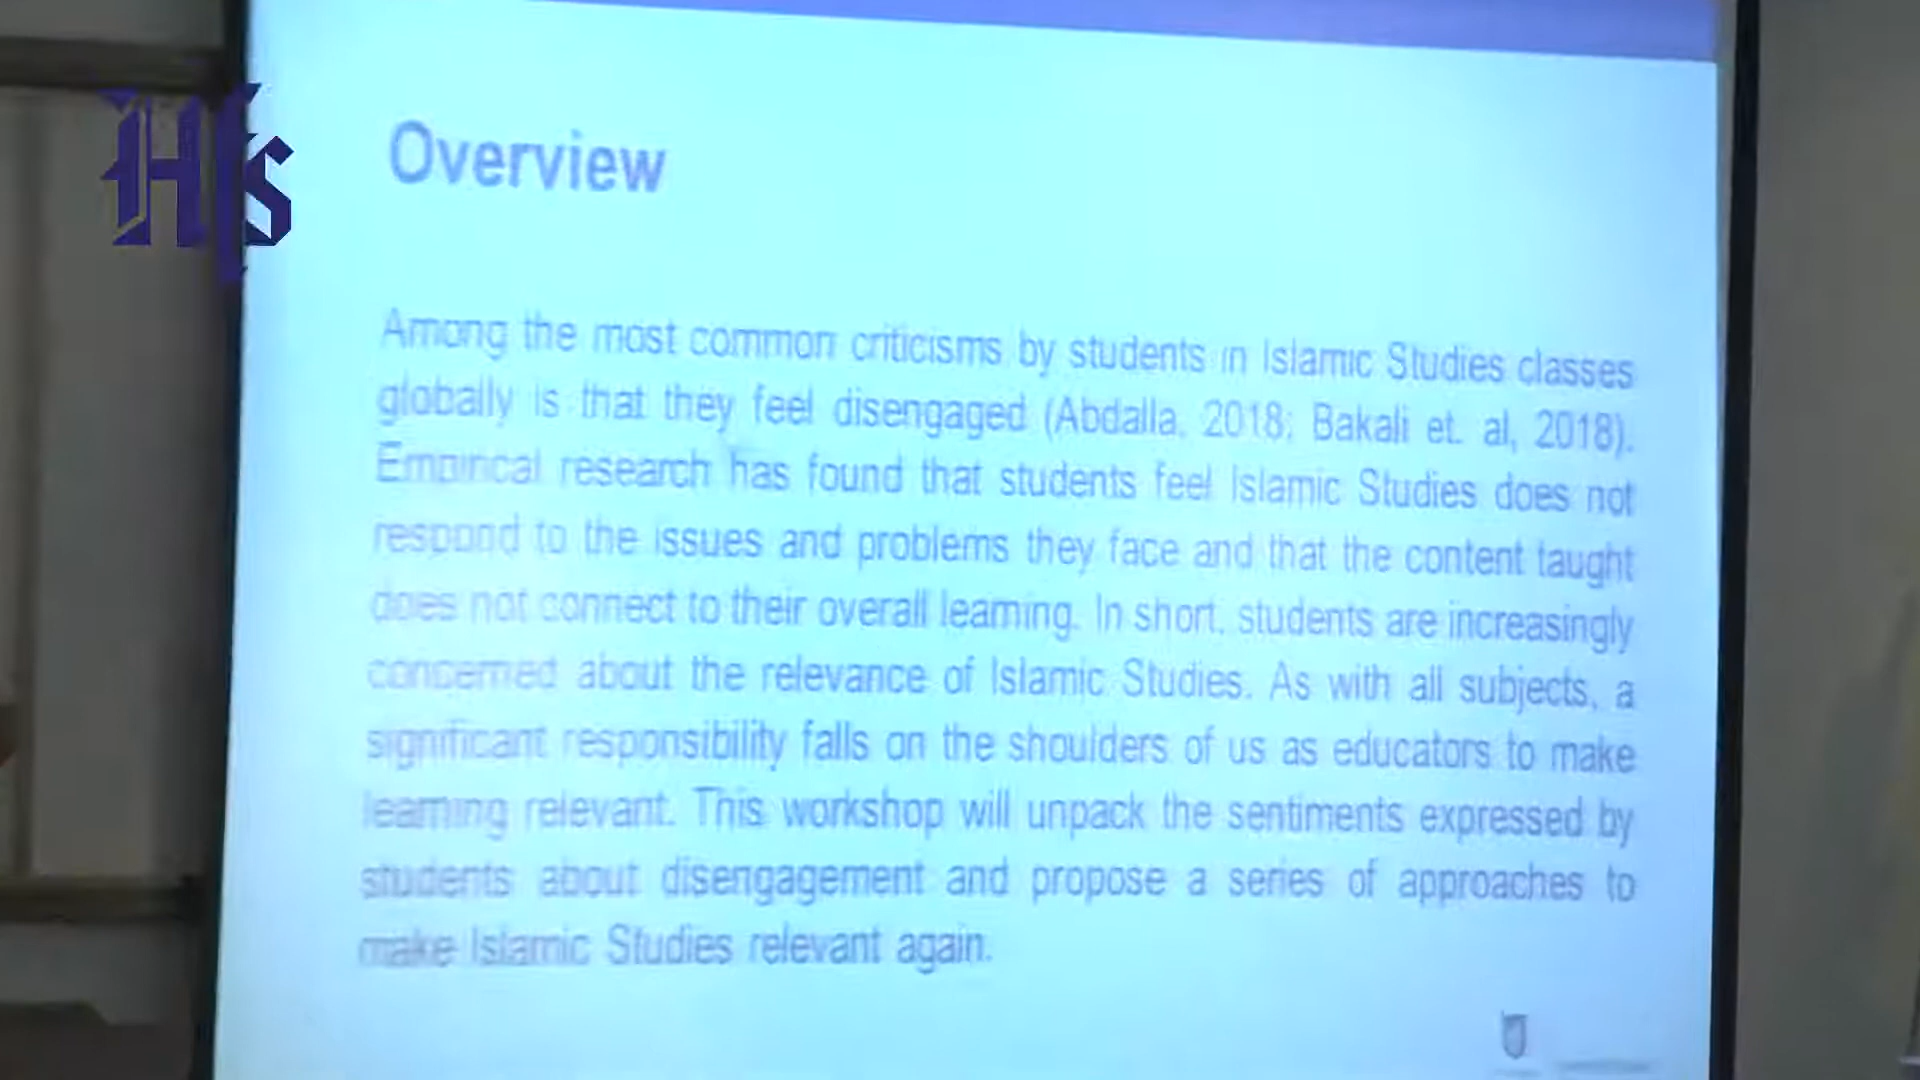 Hfs
Overview
Among the most common criticisms by students in Islamic Studies classes
globally is that they feel disengaged (Abdalla, 2018; Bakali et. al, 2018).
Empirical research has found that students feel Islamic Studies does not
respond to the issues and problems they face and that the content taught
does not connect to their overall learning. In short, students are increasingly
concerned about the relevance of Islamic Studies. As with all subjects, a
significant responsibility falls on the shoulders of us as educators to make
learning relevant. This workshop will unpack the sentiments expressed by
students about disengagement and propose a series of approaches to
make Islamic Studies relevant again.